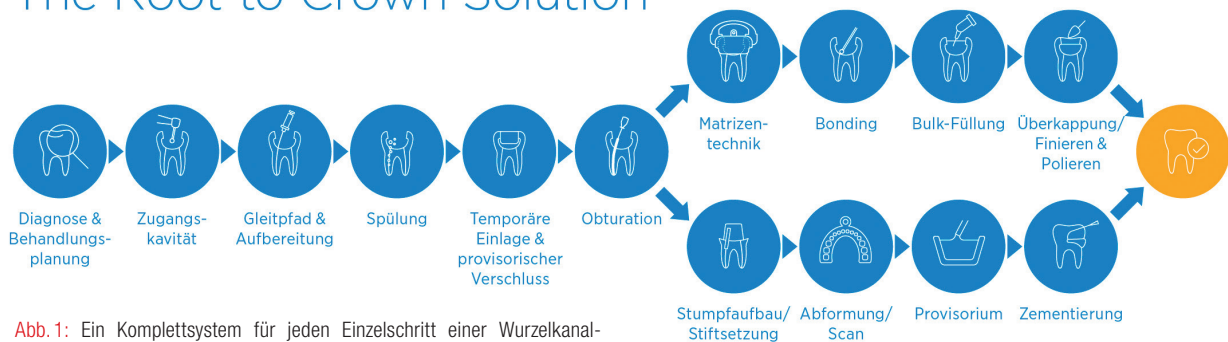 The Root to Crown Solution
Diagnose &
Behandlungs-
planung
Zugangs-
kavität
Gleitpfad &
Aufbereitung
Spülung
Temporäre
Einlage &
provisorischer
Verschluss
Obturation
Matrizen-
technik
Bonding
Bulk-Füllung
Überkappung/
Finieren &
Polieren
Stumpfaufbau/
Stiftsetzung
Abformung/
Scan
Provisorium
Zementierung
Abb. 1: Ein Komplettsystem für jeden Einzelschritt einer Wurzelkanal-